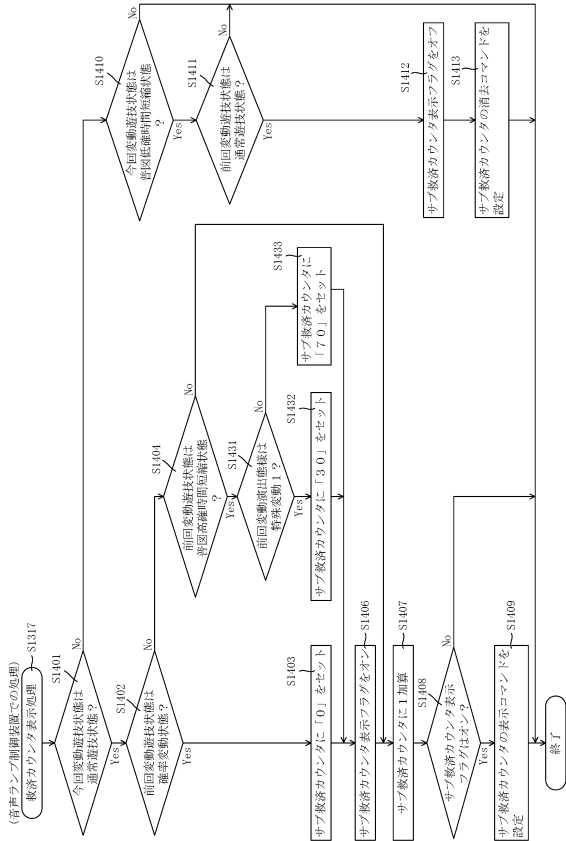 (音声ランプ制御装置での処理)
救済カウンタ表示処理
S1317
S1401
今回変動遊技状態は
通常遊技状態?
No
Yes
S1402
前回変動遊技状態は
確率変動状態?
No
Yes
S1403
サブ救済カウンタに「0」をセット
S1404
前回変動遊技状態は
普図高確時間短縮状態
?
No
Yes
S1431
前回変動演出態様は
特殊変動1?
No
Yes
S1432
サブ救済カウンタに「30」をセット
S1433
サブ救済カウンタに
「70」をセット
S1406
サブ救済カウンタ表示フラグをオン
S1407
サブ救済カウンタに1加算
S1408
サブ救済カウンタ表示
フラグはオン?
No
Yes
S1409
サブ救済カウンタの表示コマンドを
設定
S1410
今回変動遊技状態は
普図低確時間短縮状態
?
No
Yes
S1411
前回変動遊技状態は
通常遊技状態?
No
Yes
S1412
サブ救済カウンタ表示フラグをオフ
S1413
サブ救済カウンタの消去コマンドを
設定
終了